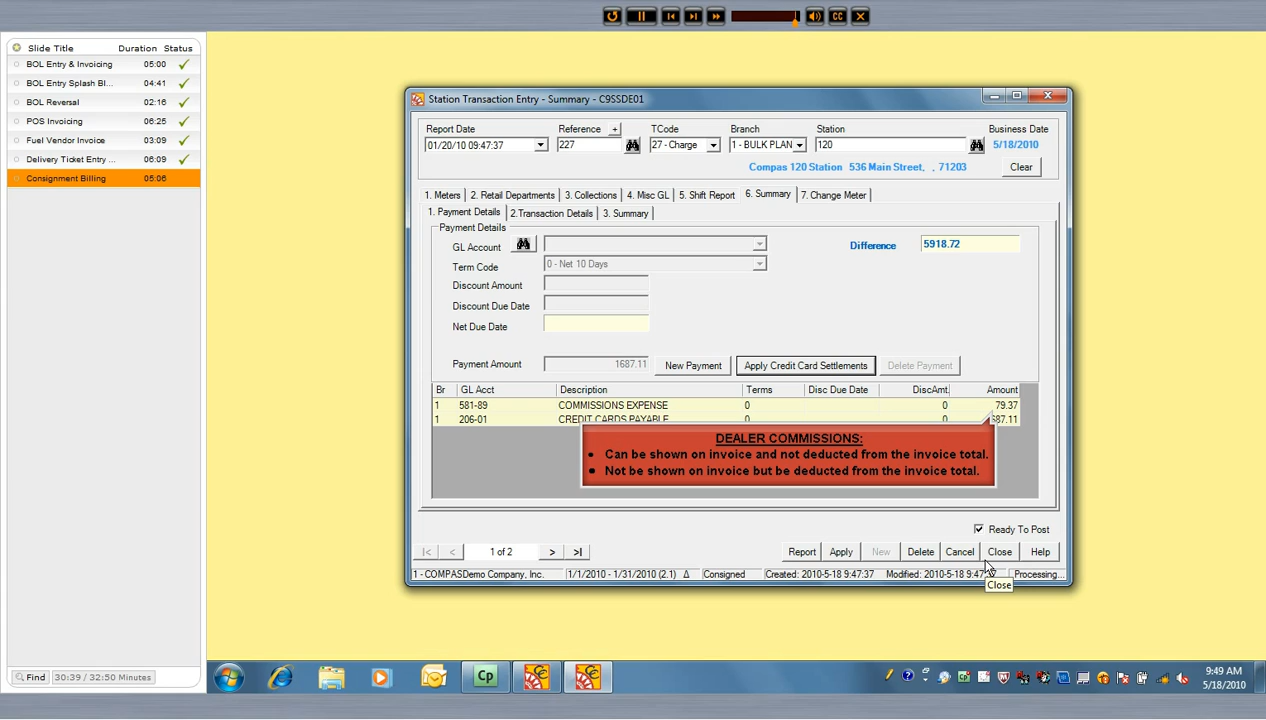 CC
Slide Title Duration Status
BOL Entry & Invoicing 05:00
BOL Entry Splash Bl... 04:41
BOL Reversal 02:16
POS Invoicing 06:25
Fuel Vendor Invoice 03:09
Delivery Ticket Entry ... 06:09
Consignment Billing 05:06
Station Transaction Entry - Summary - C9SSDE01
Report Date Reference + TCode Branch Station Business Date
01/20/10 09:47:37 227 27 - Charge 1 - BULK PLAN 120 5/18/2010
Compas 120 Station 536 Main Street, , 71203 Clear
1. Meters 2. Retail Departments 3. Collections 4. Misc GL 5. Shift Report 6. Summary 7. Change Meter
1. Payment Details 2.Transaction Details 3. Summary
Payment Details
GL Account Difference 5918.72
Term Code 0 - Net 10 Days
Discount Amount
Discount Due Date
Net Due Date
Payment Amount 1687.11 New Payment Apply Credit Card Settlements Delete Payment
Br GL Acct Description Terms Disc Due Date DiscAmt. Amount
1 581-89 COMMISSIONS EXPENSE 0 0 79.37
1 206-01 CREDIT CARDS PAYABLE 0 0 687.11
DEALER COMMISSIONS:
• Can be shown on invoice and not deducted from the invoice total.
• Not be shown on invoice but be deducted from the invoice total.
Ready To Post
1 of 2 Report Apply New Delete Cancel Close Help
1 - COMPASDemo Company, Inc. 1/1/2010 - 1/31/2010 (2.1) Δ Consigned Created: 2010-5-18 9:47:37 Modified: 2010-5-18 9:47: Processing...
Close
Find 30:39 / 32:50 Minutes
Cp
9:49 AM
5/18/2010